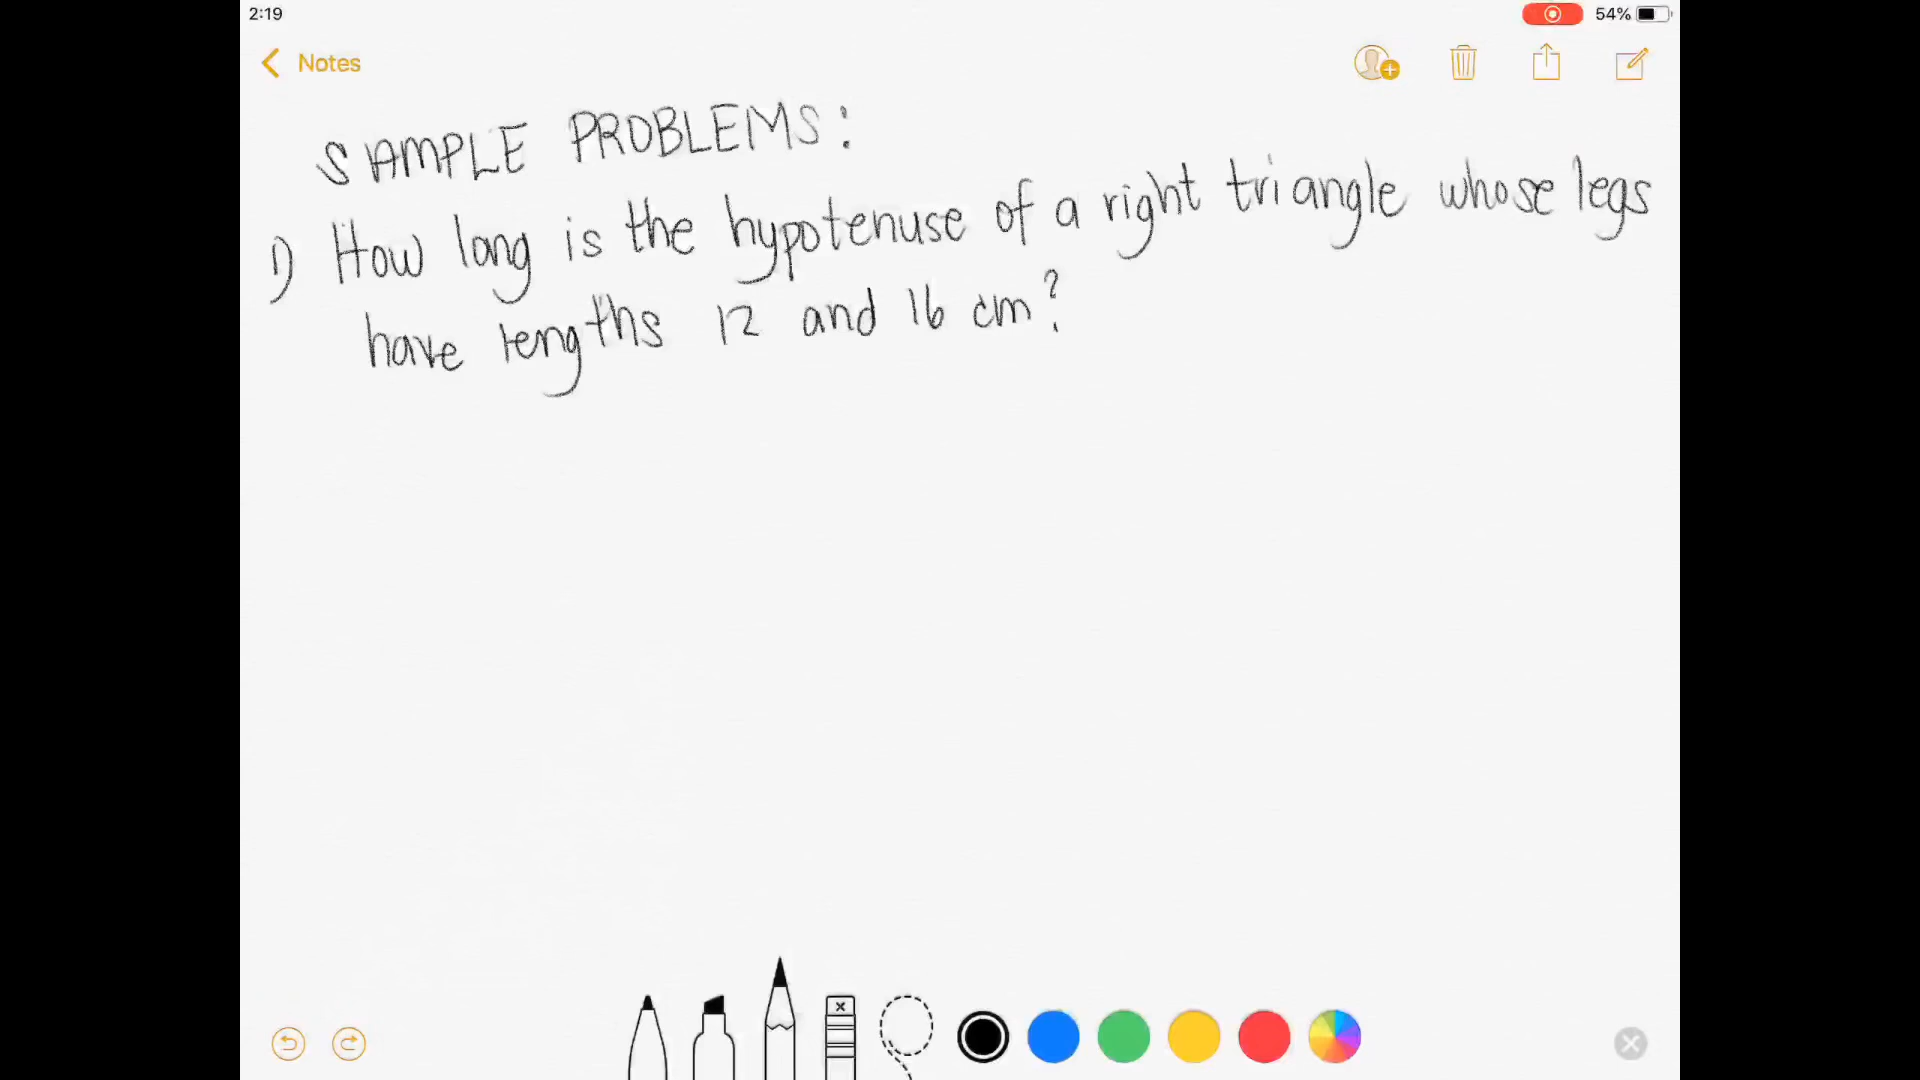 2:19
54%
Notes
SAMPLE PROBLEMS:
1) How long is the hypotenuse of a right triangle whose legs
have lengths 12 and 16 cm?